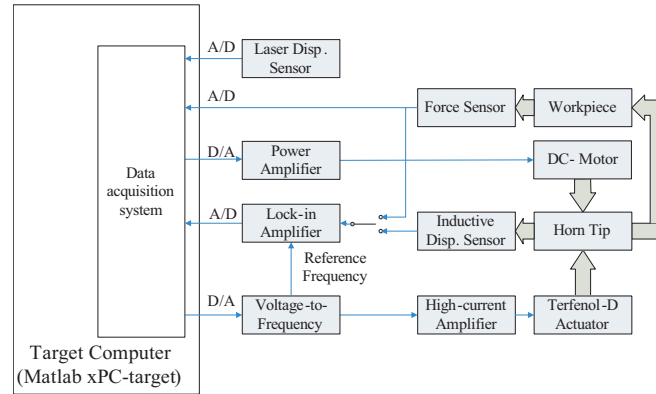 A/D
Laser Disp.
Sensor
A/D
Force Sensor
Workpiece
D/A
Power
Amplifier
DC- Motor
Data
acquisition
system
A/D
Lock-in
Amplifier
Inductive
Disp. Sensor
Horn Tip
Reference
Frequency
D/A
Voltage-to-
Frequency
High-current
Amplifier
Terfenol-D
Actuator
Target Computer
(Matlab xPC-target)